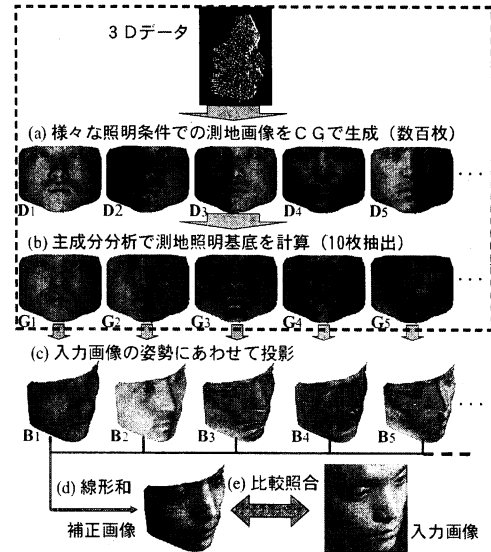 ３Ｄデータ
(a) 様々な照明条件での測地画像をＣＧで生成（数百枚）
D1 D2 D3 D4 D5 ･･･
(b) 主成分分析で測地照明基底を計算（10枚抽出）
G1 G2 G3 G4 G5 ･･･
(c) 入力画像の姿勢にあわせて投影
B1 B2 B3 B4 B5 ･･･
(d) 線形和 (e) 比較照合
補正画像 入力画像